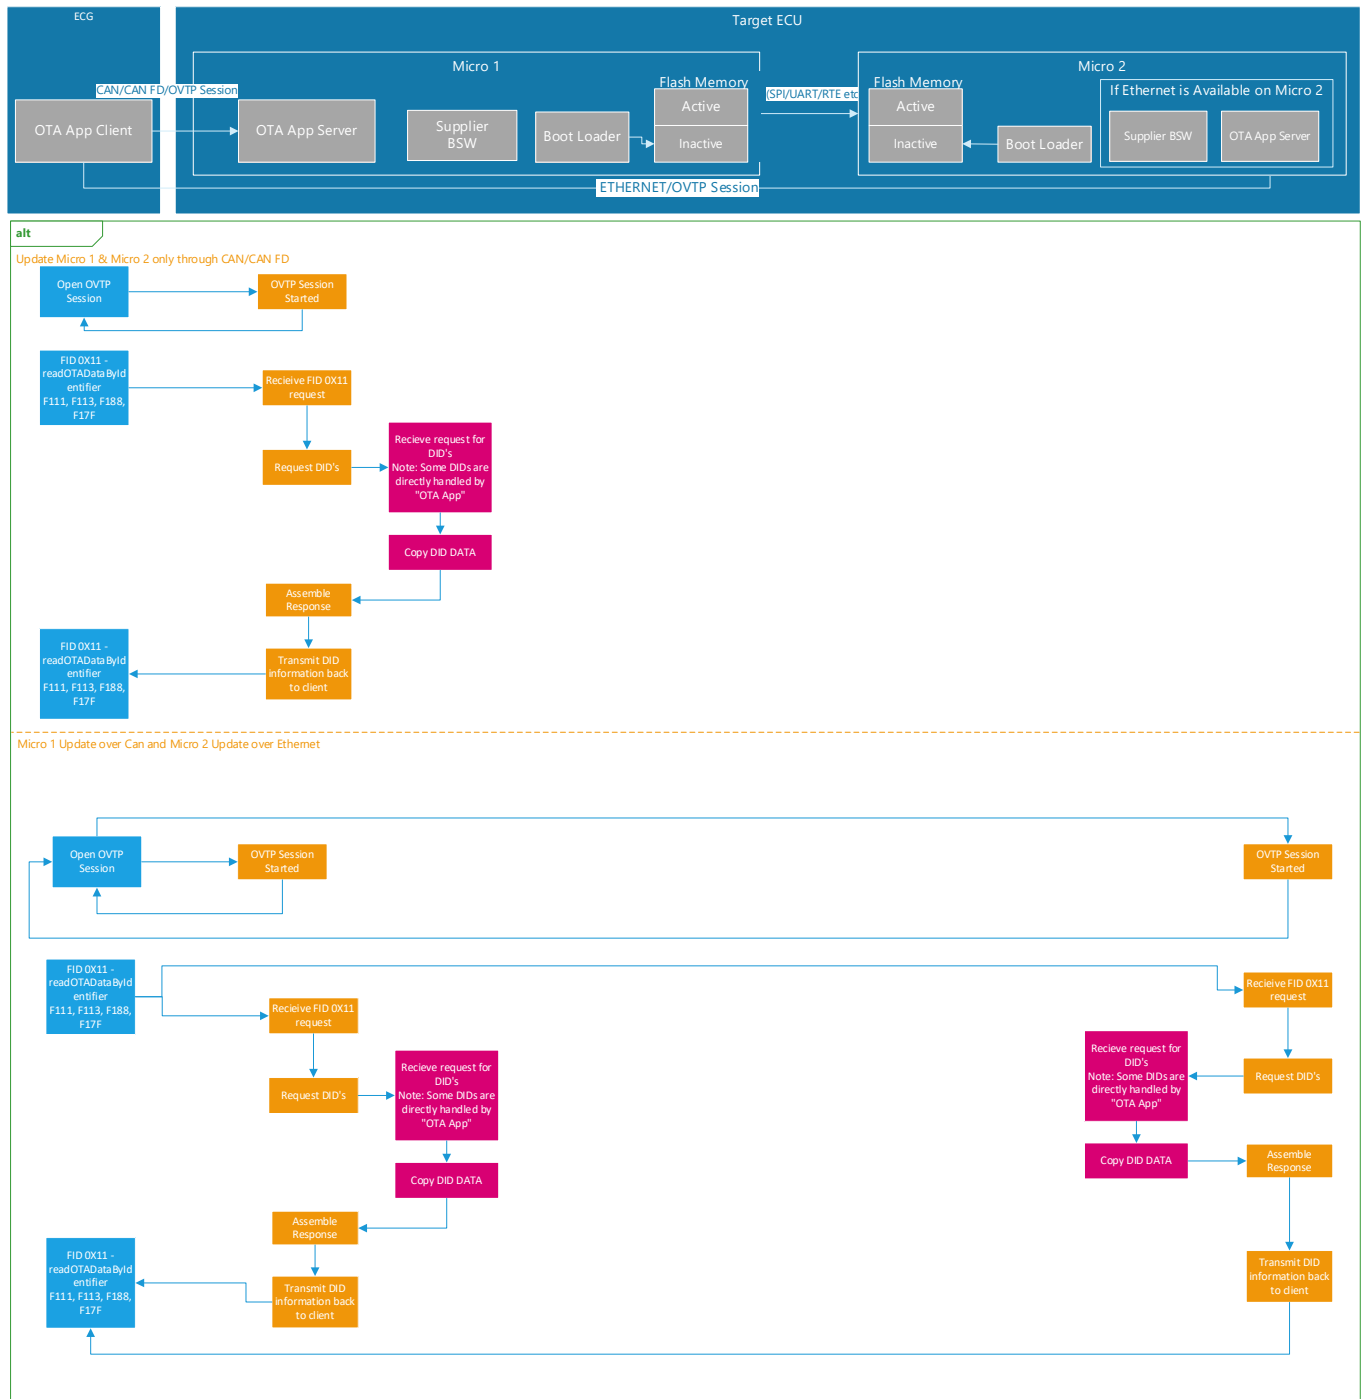 ECG
Target ECU
Micro 1
Micro 2
Flash Memory
Flash Memory
If Ethernet is Available on Micro 2
CAN/CAN FD/OVTP Session
(SPI/UART/RTE etc
OTA App Client
OTA App Server
Supplier
BSW
Boot Loader
Active
Inactive
Active
Inactive
Boot Loader
Supplier BSW
OTA App Server
ETHERNET/OVTP Session
alt
Update Micro 1 & Micro 2 only through CAN/CAN FD
Open OVTP
Session
OVTP Session
Started
FID 0X11 -
readOTADataById
entifier
F111, F113, F188,
F17F
Recieive FID 0X11
request
Request DID's
Recieve request for
DID's
Note: Some DIDs are
directly handled by
"OTA App"
Copy DID DATA
Assemble
Response
Transmit DID
information back
to client
FID 0X11 -
readOTADataById
entifier
F111, F113, F188,
F17F
Micro 1 Update over Can and Micro 2 Update over Ethernet
Open OVTP
Session
OVTP Session
Started
OVTP Session
Started
FID 0X11 -
readOTADataById
entifier
F111, F113, F188,
F17F
Recieive FID 0X11
request
Recieive FID 0X11
request
Request DID's
Recieve request for
DID's
Note: Some DIDs are
directly handled by
"OTA App"
Recieve request for
DID's
Note: Some DIDs are
directly handled by
"OTA App"
Request DID's
Copy DID DATA
Copy DID DATA
Assemble
Response
Assemble
Response
FID 0X11 -
readOTADataById
entifier
F111, F113, F188,
F17F
Transmit DID
information back
to client
Transmit DID
information back
to client